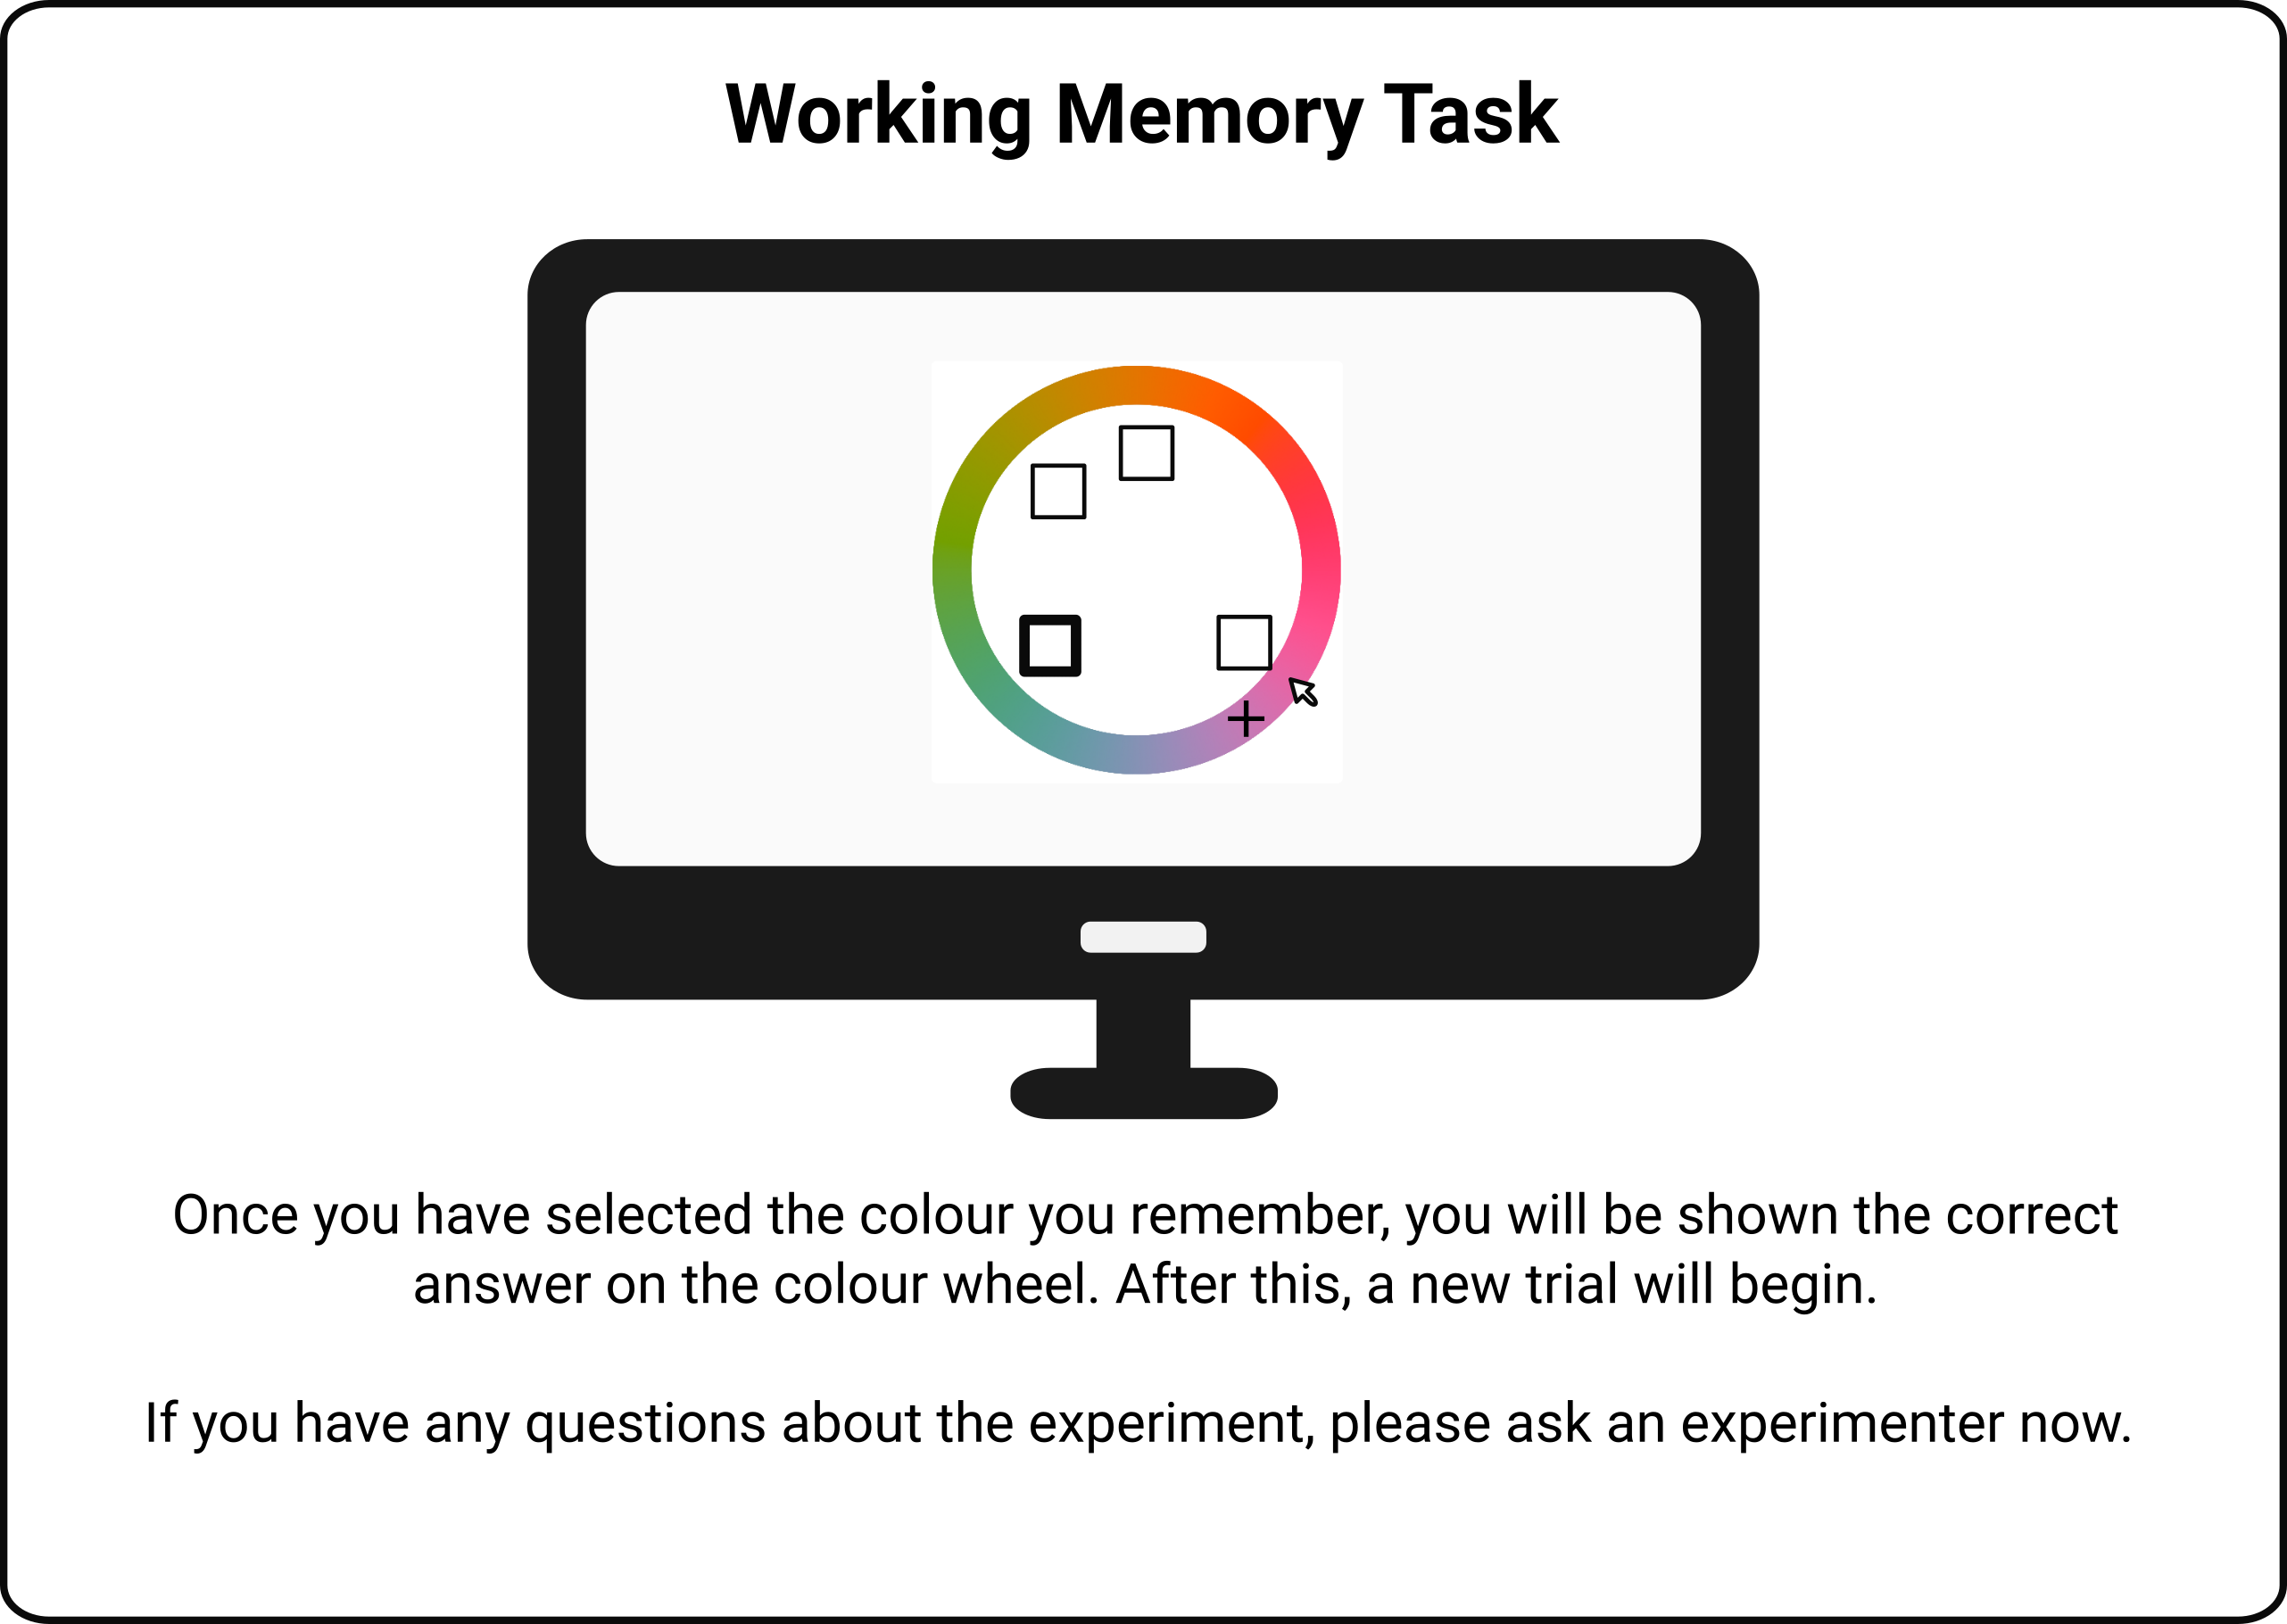 Working Memory Task
Once you have selected the colour you remember, you will be shown the correct
answer on the colour wheel. After this, a new trial will begin.
If you have any questions about the experiment, please ask an experimenter now.